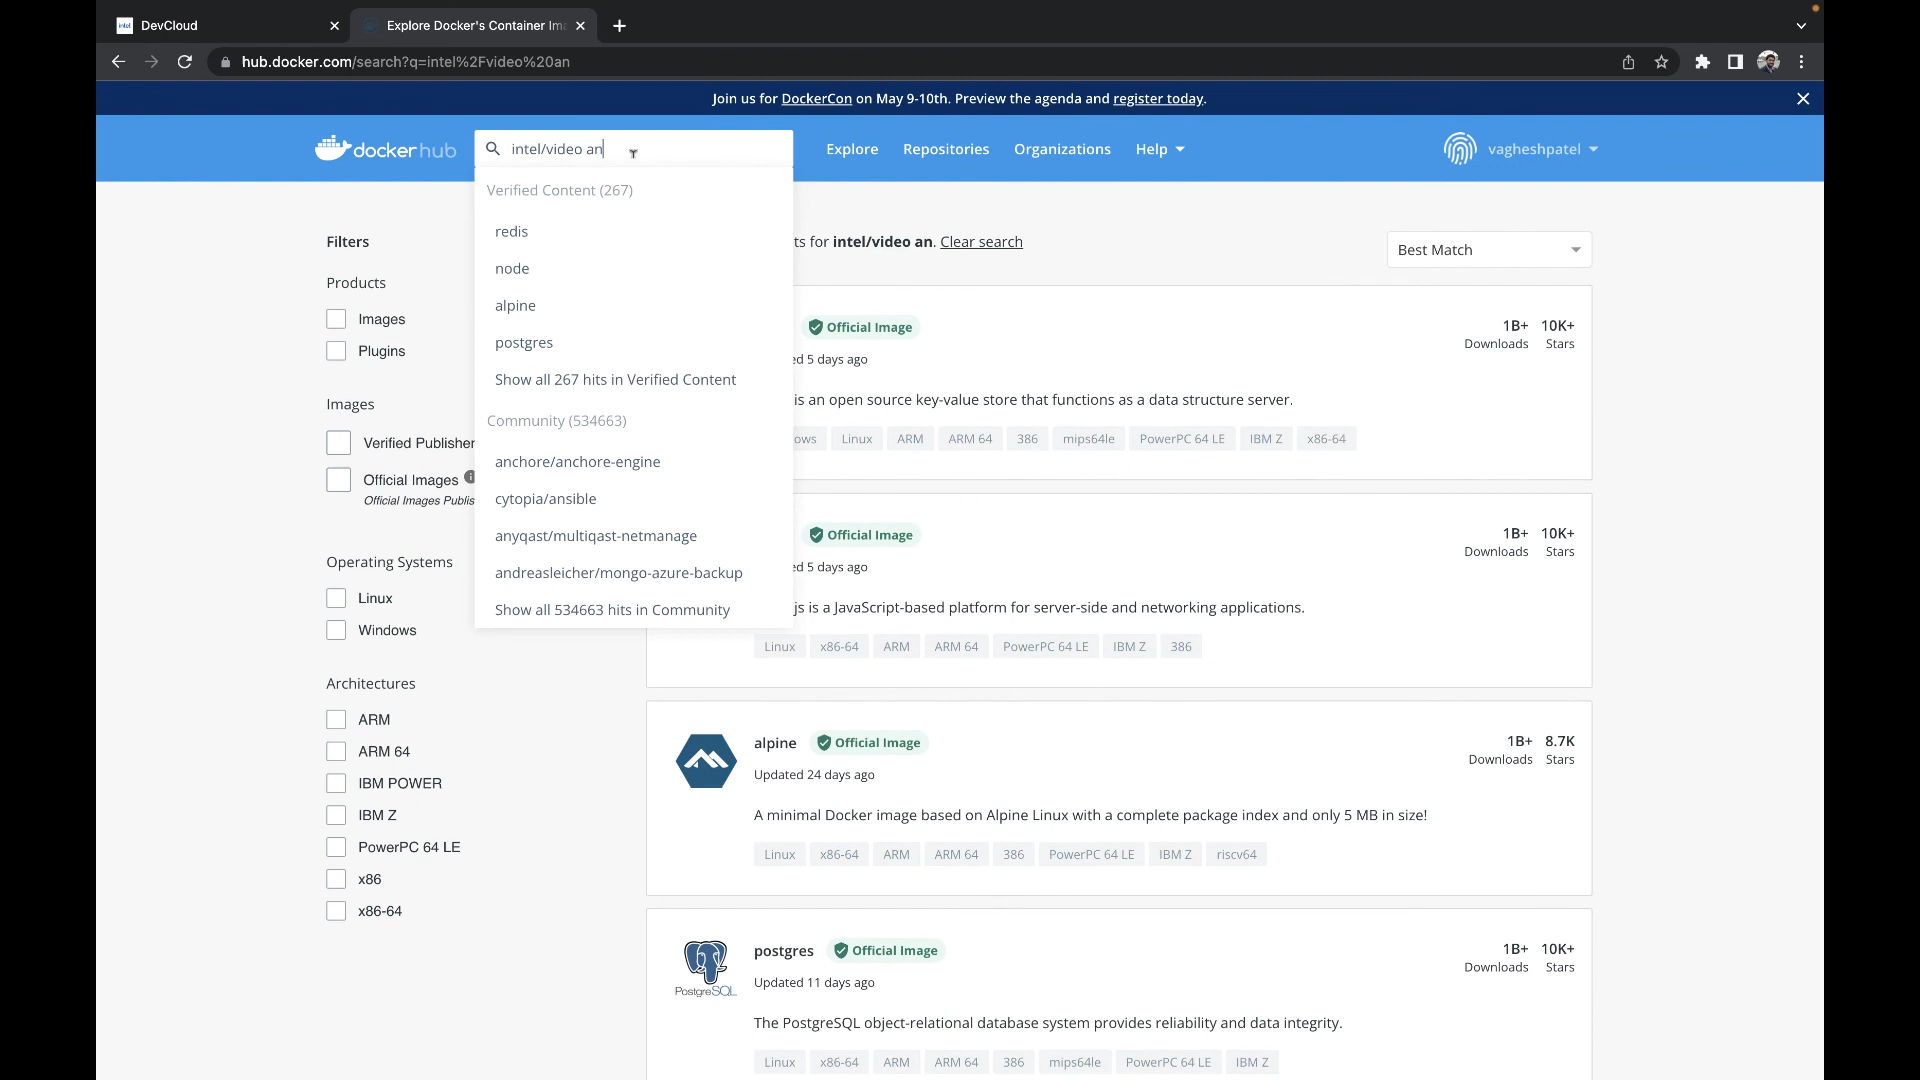 intel
DevCloud
Explore Docker's Container Im
hub.docker.com/search?q=intel%2Fvideo%20an
Join us for DockerCon on May 9-10th. Preview the agenda and register today.
docker hub
intel/video an
Explore
Repositories
Organizations
Help
vagheshpatel
Verified Content (267)
redis
node
alpine
postgres
Show all 267 hits in Verified Content
Community (534663)
anchore/anchore-engine
cytopia/ansible
anyqast/multiqast-netmanage
andreasleicher/mongo-azure-backup
Show all 534663 hits in Community
Filters
Products
Images
Plugins
Images
Verified Publisher
Official Images
Official Images Publis
Operating Systems
Linux
Windows
Architectures
ARM
ARM 64
IBM POWER
IBM Z
PowerPC 64 LE
x86
x86-64
ts for intel/video an. Clear search
Best Match
Official Image
1B+ 10K+
Downloads Stars
ed 5 days ago
is an open source key-value store that functions as a data structure server.
ows Linux ARM ARM 64 386 mips64le PowerPC 64 LE IBM Z x86-64
Official Image
1B+ 10K+
Downloads Stars
ed 5 days ago
js is a JavaScript-based platform for server-side and networking applications.
Linux x86-64 ARM ARM 64 PowerPC 64 LE IBM Z 386
alpine Official Image
1B+ 8.7K
Downloads Stars
Updated 24 days ago
A minimal Docker image based on Alpine Linux with a complete package index and only 5 MB in size!
Linux x86-64 ARM ARM 64 386 PowerPC 64 LE IBM Z riscv64
PostgreSQL
postgres Official Image
1B+ 10K+
Downloads Stars
Updated 11 days ago
The PostgreSQL object-relational database system provides reliability and data integrity.
Linux x86-64 ARM ARM 64 386 mips64le PowerPC 64 LE IBM Z